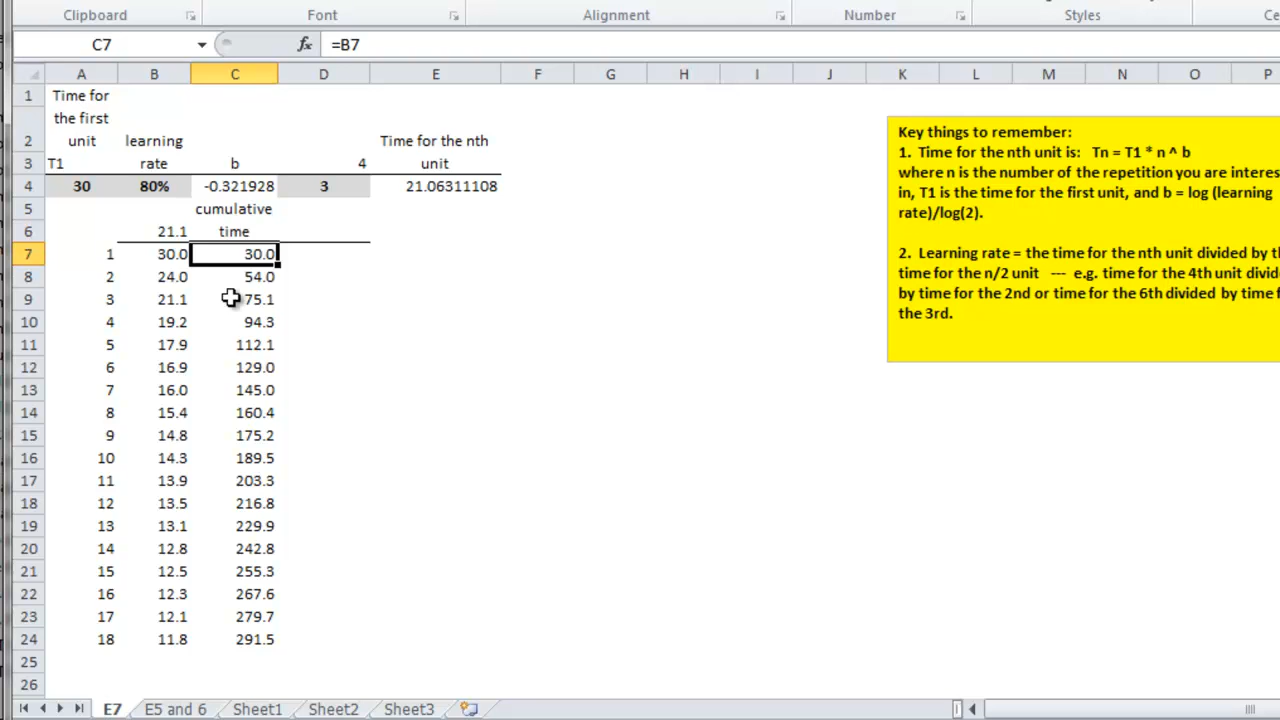 Clipboard Font Alignment Number Styles
C7 fx =B7
A B C D E F G H I J K L M N O P
1 Time for
the first
2 unit learning Time for the nth
3 T1 rate b 4 unit
4 30 80% -0.321928 3 21.06311108
5 cumulative
6 21.1 time
7 1 30.0 30.0
8 2 24.0 54.0
9 3 21.1 75.1
10 4 19.2 94.3
11 5 17.9 112.1
12 6 16.9 129.0
13 7 16.0 145.0
14 8 15.4 160.4
15 9 14.8 175.2
16 10 14.3 189.5
17 11 13.9 203.3
18 12 13.5 216.8
19 13 13.1 229.9
20 14 12.8 242.8
21 15 12.5 255.3
22 16 12.3 267.6
23 17 12.1 279.7
24 18 11.8 291.5
25
26
Key things to remember:
1. Time for the nth unit is: Tn = T1 * n ^ b
where n is the number of the repetition you are interes
in, T1 is the time for the first unit, and b = log (learning
rate)/log(2).
2. Learning rate = the time for the nth unit divided by th
time for the n/2 unit --- e.g. time for the 4th unit divide
by time for the 2nd or time for the 6th divided by time f
the 3rd.
E7 E5 and 6 Sheet1 Sheet2 Sheet3